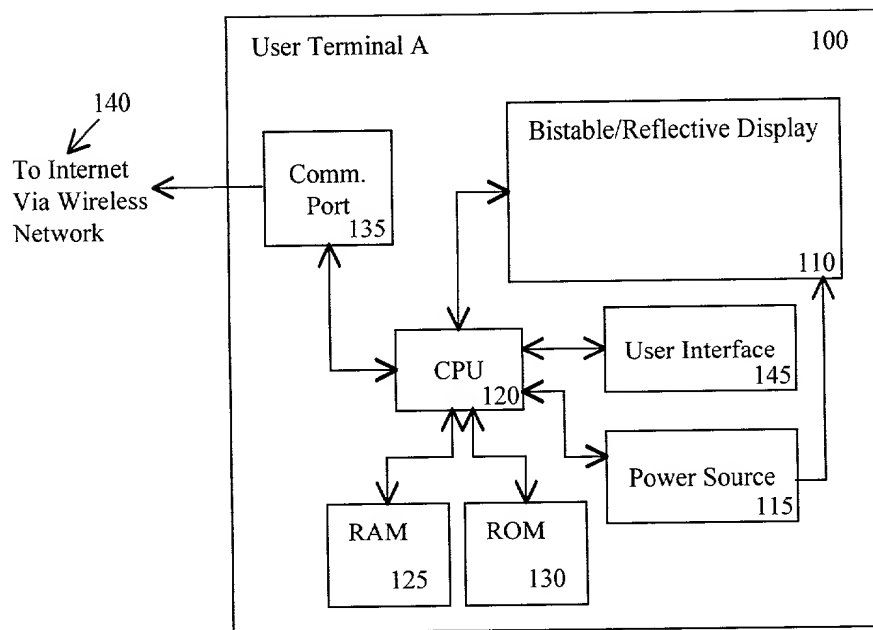 User Terminal A
100
140
To Internet
Via Wireless
Network
Comm.
Port
135
Bistable/Reflective Display
110
CPU
120
User Interface
145
Power Source
115
RAM
125
ROM
130